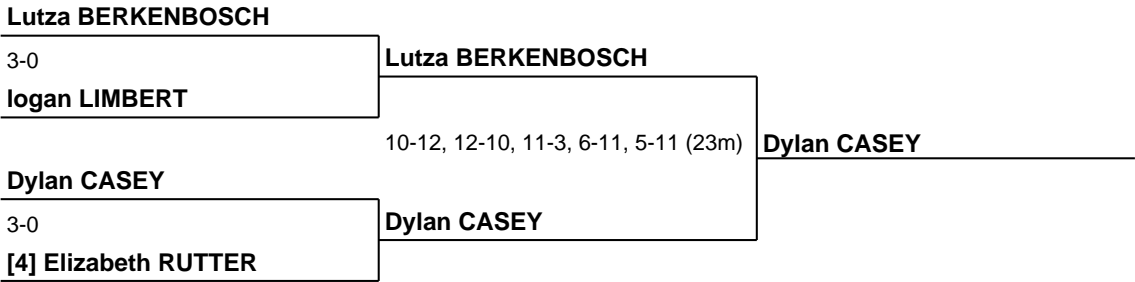 Lutza BERKENBOSCH
3-0
Lutza BERKENBOSCH
logan LIMBERT
10-12, 12-10, 11-3, 6-11, 5-11 (23m)
Dylan CASEY
Dylan CASEY
3-0
Dylan CASEY
[4] Elizabeth RUTTER